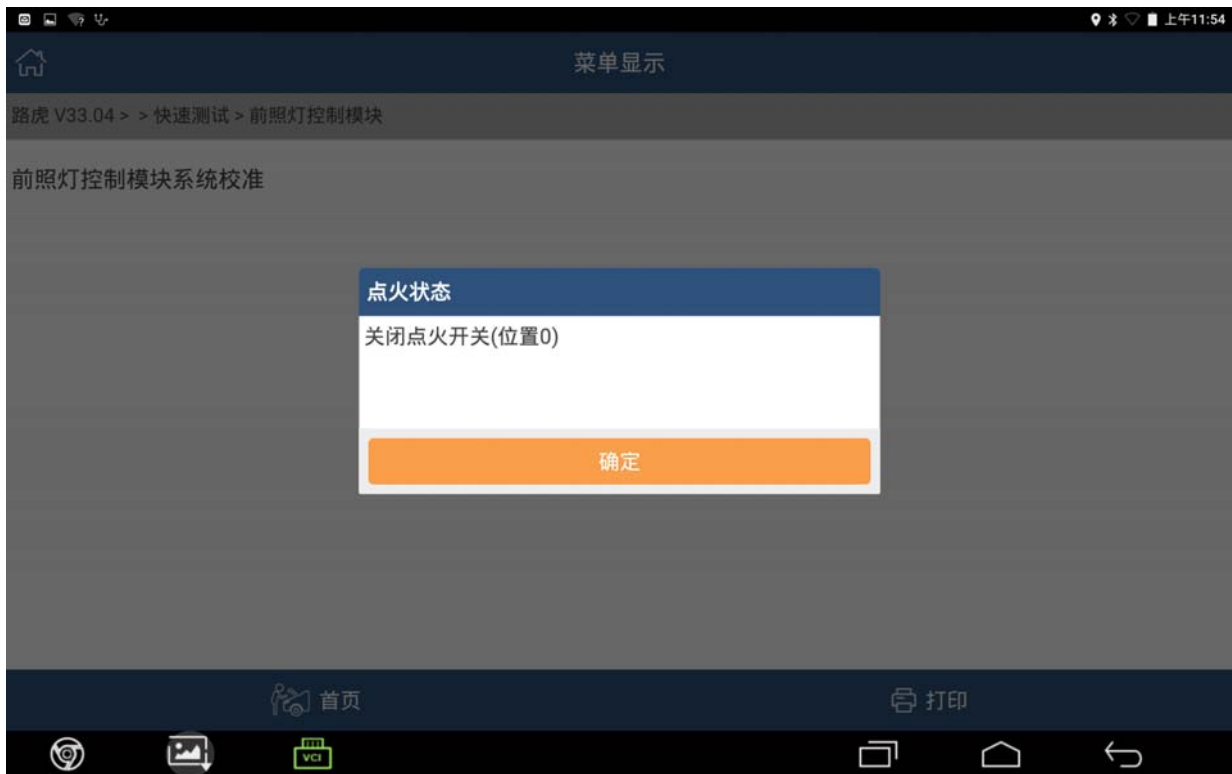 上午11:54
菜单显示
路虎 V33.04 > > 快速测试 > 前照灯控制模块
前照灯控制模块系统校准
点火状态
关闭点火开关(位置0)
确定
首页
打印
VCI